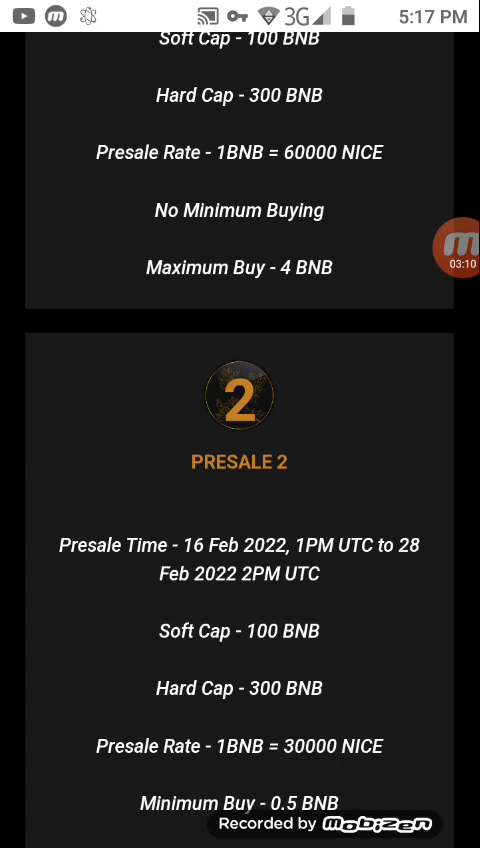 3G 5:17 PM
Soft Cap - 100 BNB
Hard Cap - 300 BNB
Presale Rate - 1BNB = 60000 NICE
No Minimum Buying
m
03:10
Maximum Buy - 4 BNB
2
PRESALE 2
Presale Time - 16 Feb 2022, 1PM UTC to 28
Feb 2022 2PM UTC
Soft Cap - 100 BNB
Hard Cap - 300 BNB
Presale Rate - 1BNB = 30000 NICE
Minimum Buy - 0.5 BNB
Recorded by mobizen